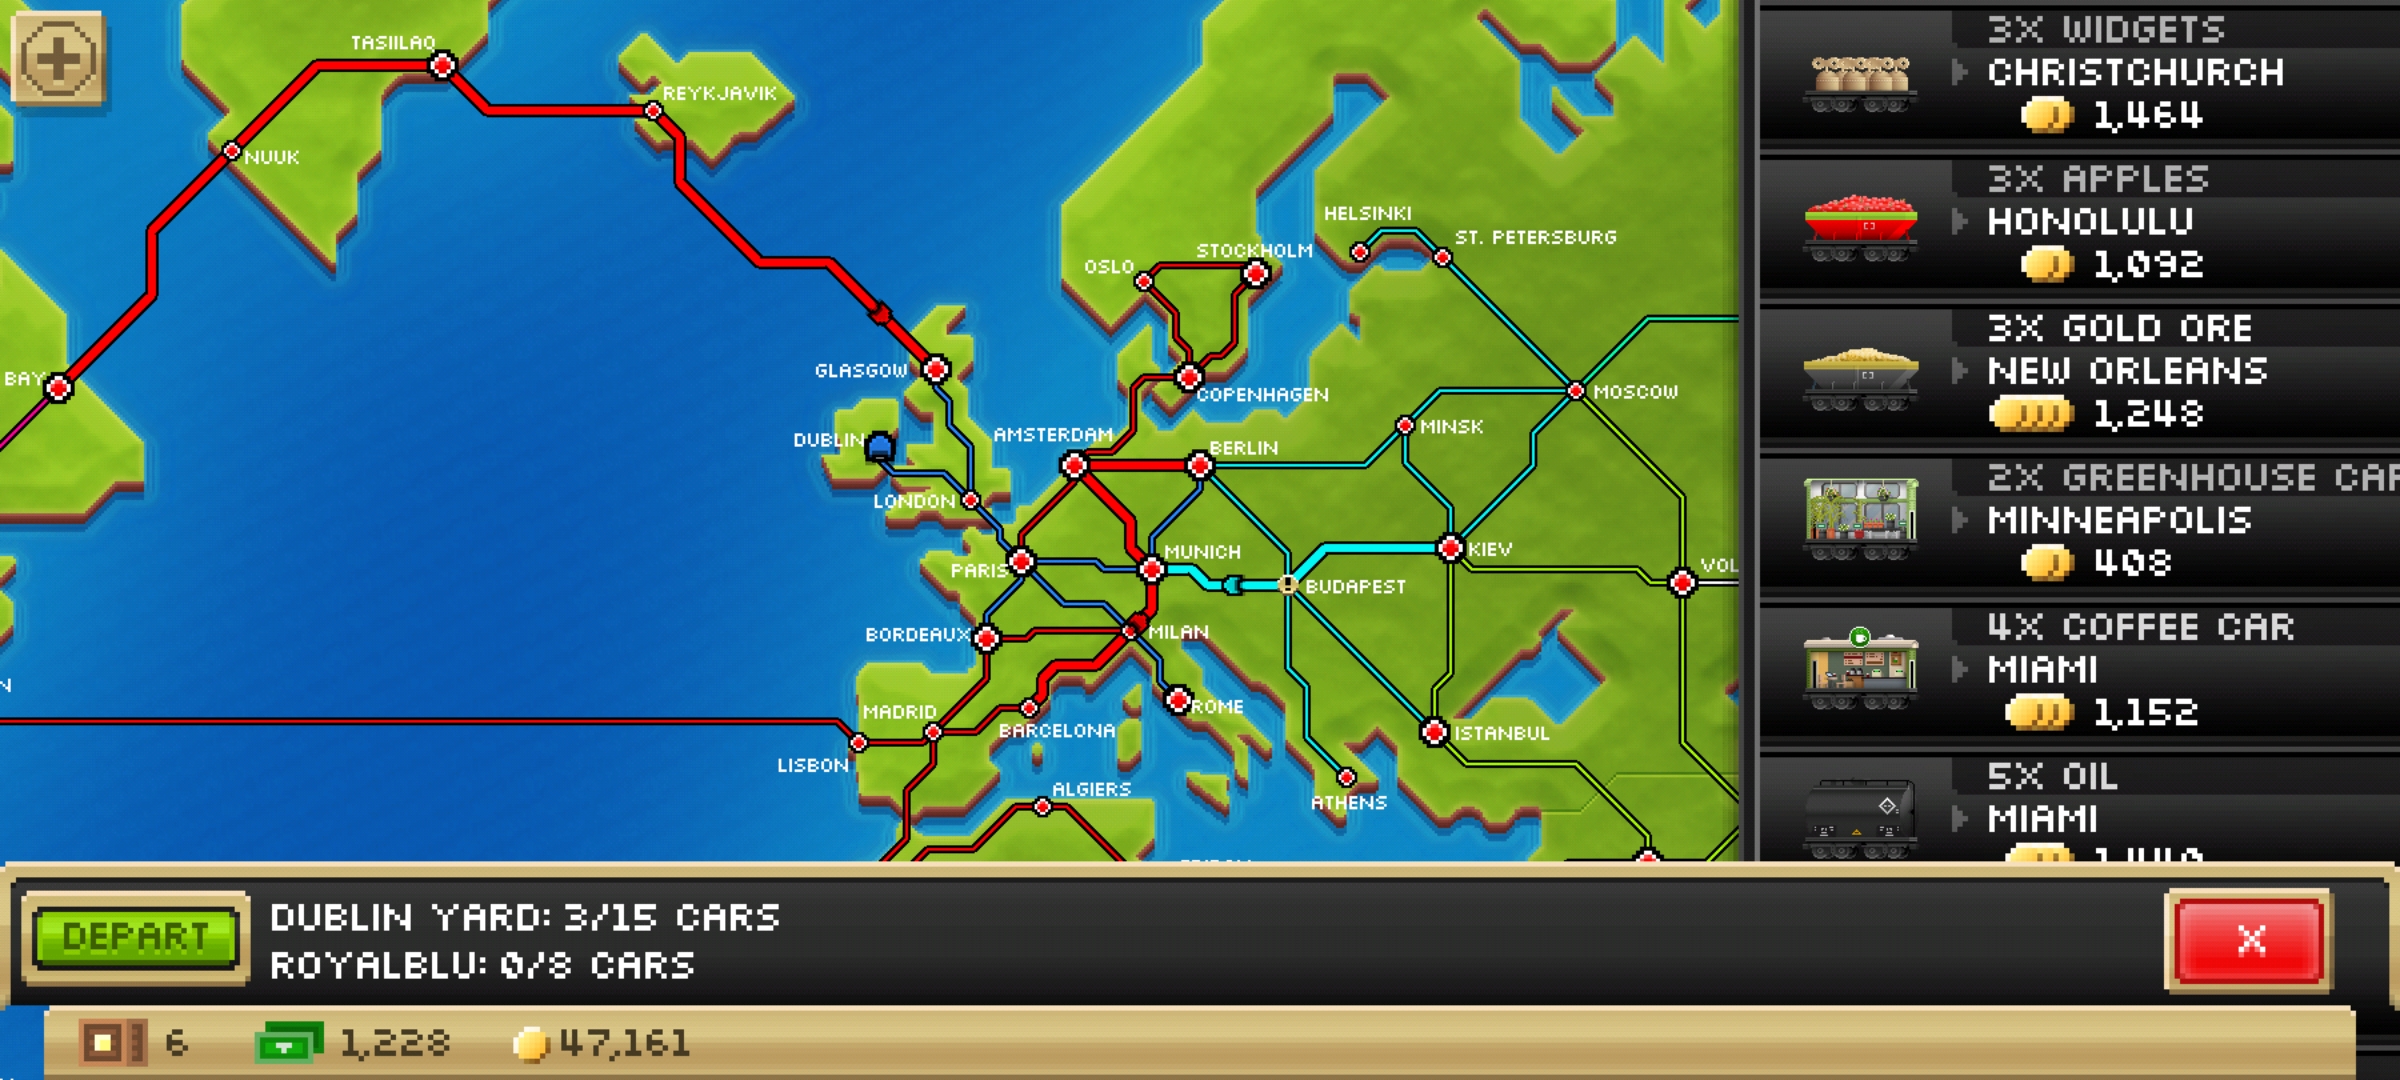 TASIILAQ
REYKJAVIK
NUUK
HELSINKI
ST. PETERSBURG
STOCKHOLM
OSLO
BAY
GLASGOW
COPENHAGEN
MOSCOW
MINSK
DUBLIN
AMSTERDAM
BERLIN
LONDON
MUNICH
KIEV
PARIS
BUDAPEST
VOL
BORDEAUX
MILAN
N
MADRID
ROME
BARCELONA
ISTANBUL
LISBON
ALGIERS
ATHENS
3X WIDGETS
CHRISTCHURCH
1,464
3X APPLES
HONOLULU
1,092
3X GOLD ORE
NEW ORLEANS
1,248
2X GREENHOUSE CAR
MINNEAPOLIS
408
4X COFFEE CAR
MIAMI
1,152
5X OIL
MIAMI
1,440
DEPART
DUBLIN YARD: 3/15 CARS
ROYALBLU: 0/8 CARS
X
6
1,228
47,161